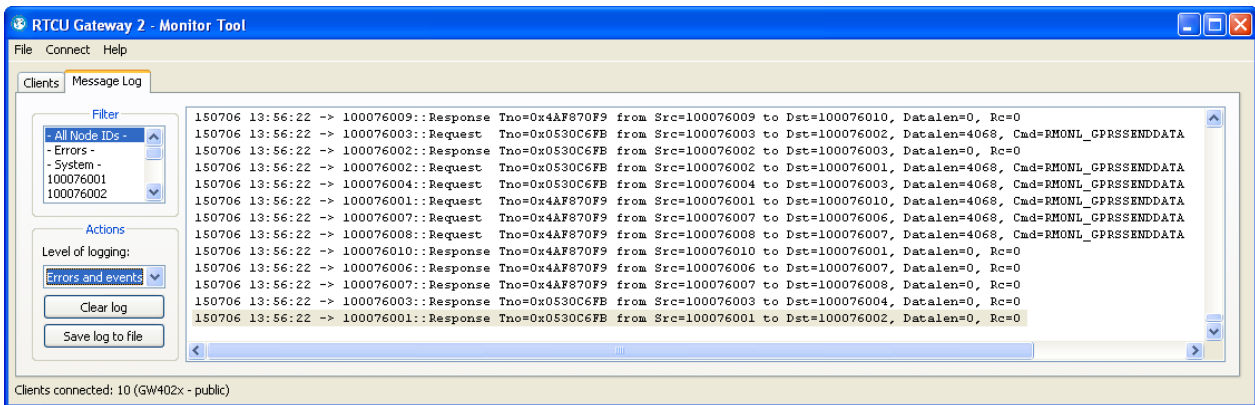 RTCU Gateway 2 - Monitor Tool
File Connect Help
Clients Message Log
Filter
- All Node IDs -
- Errors -
- System -
100076001
100076002
Actions
Level of logging:
Errors and events
Clear log
Save log to file
150706 13:56:22 -> 100076009::Response Tno=0x4AF870F9 from Src=100076009 to Dst=100076010, Datalen=0, Rc=0
150706 13:56:22 -> 100076003::Request Tno=0x0530C6FB from Src=100076003 to Dst=100076002, Datalen=4068, Cmd=RMONL_GPRSSENDDATA
150706 13:56:22 -> 100076002::Response Tno=0x0530C6FB from Src=100076002 to Dst=100076003, Datalen=0, Rc=0
150706 13:56:22 -> 100076002::Request Tno=0x0530C6FB from Src=100076002 to Dst=100076001, Datalen=4068, Cmd=RMONL_GPRSSENDDATA
150706 13:56:22 -> 100076004::Request Tno=0x0530C6FB from Src=100076004 to Dst=100076003, Datalen=4068, Cmd=RMONL_GPRSSENDDATA
150706 13:56:22 -> 100076001::Request Tno=0x4AF870F9 from Src=100076001 to Dst=100076010, Datalen=4068, Cmd=RMONL_GPRSSENDDATA
150706 13:56:22 -> 100076007::Request Tno=0x4AF870F9 from Src=100076007 to Dst=100076006, Datalen=4068, Cmd=RMONL_GPRSSENDDATA
150706 13:56:22 -> 100076008::Request Tno=0x4AF870F9 from Src=100076008 to Dst=100076007, Datalen=4068, Cmd=RMONL_GPRSSENDDATA
150706 13:56:22 -> 100076010::Response Tno=0x4AF870F9 from Src=100076010 to Dst=100076001, Datalen=0, Rc=0
150706 13:56:22 -> 100076006::Response Tno=0x4AF870F9 from Src=100076006 to Dst=100076007, Datalen=0, Rc=0
150706 13:56:22 -> 100076007::Response Tno=0x4AF870F9 from Src=100076007 to Dst=100076008, Datalen=0, Rc=0
150706 13:56:22 -> 100076003::Response Tno=0x0530C6FB from Src=100076003 to Dst=100076004, Datalen=0, Rc=0
150706 13:56:22 -> 100076001::Response Tno=0x0530C6FB from Src=100076001 to Dst=100076002, Datalen=0, Rc=0
Clients connected: 10 (GW402x - public)